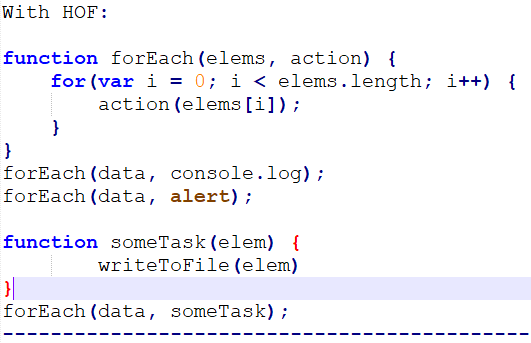 With HOF:

function forEach(elems, action) {
    for(var i = 0; i < elems.length; i++) {
        action(elems[i]);
    }
}
forEach(data, console.log);
forEach(data, alert);

function someTask(elem) {
        writeToFile(elem)
}
forEach(data, someTask);
--------------------------------------------